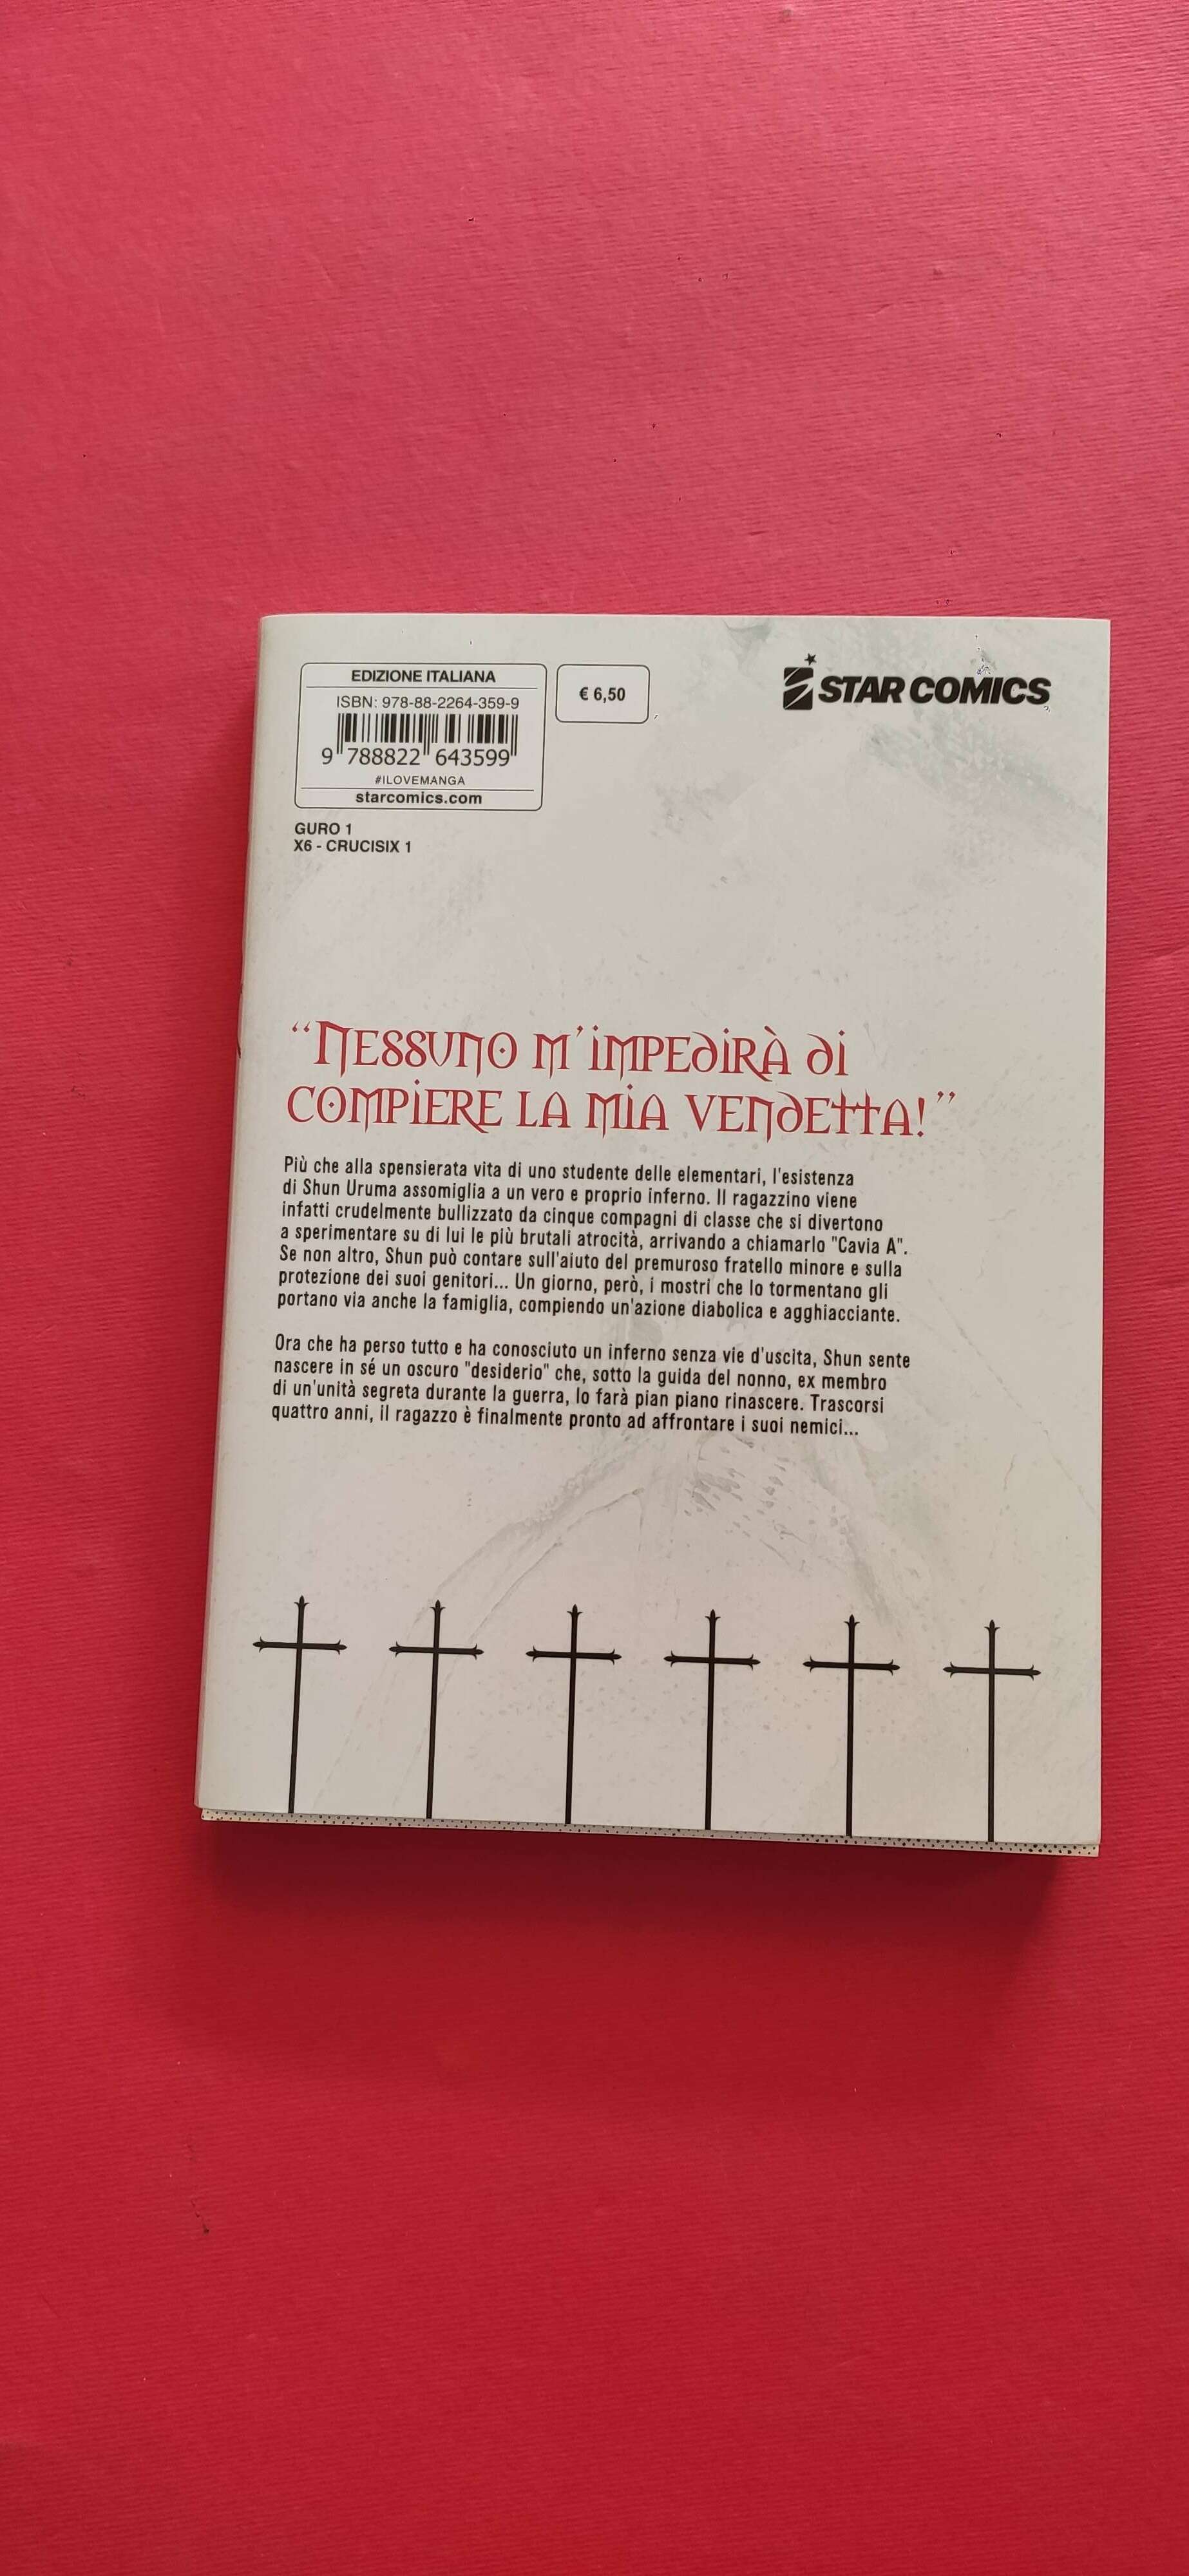 EDIZIONE ITALIANA
ISBN: 978-88-2264-359-9
9 788822 643599
#ILOVEMANGA
starcomics.com
€ 6,50
STAR COMICS
GURO 1
X6 - CRUCISIX 1
“NESSUNO M'IMPEDIRÀ DI
COMPIERE LA MIA VENDETTA!”
Più che alla spensierata vita di uno studente delle elementari, l'esistenza
di Shun Uruma assomiglia a un vero e proprio inferno. Il ragazzino viene
infatti crudelmente bullizzato da cinque compagni di classe che si divertono
a sperimentare su di lui le più brutali atrocità, arrivando a chiamarlo "Cavia A".
Se non altro, Shun può contare sull'aiuto del premuroso fratello minore e sulla
protezione dei suoi genitori... Un giorno, però, i mostri che lo tormentano gli
portano via anche la famiglia, compiendo un'azione diabolica e agghiacciante.
Ora che ha perso tutto e ha conosciuto un inferno senza vie d'uscita, Shun sente
nascere in sé un oscuro "desiderio" che, sotto la guida del nonno, ex membro
di un'unità segreta durante la guerra, lo farà pian piano rinascere. Trascorsi
quattro anni, il ragazzo è finalmente pronto ad affrontare i suoi nemici...